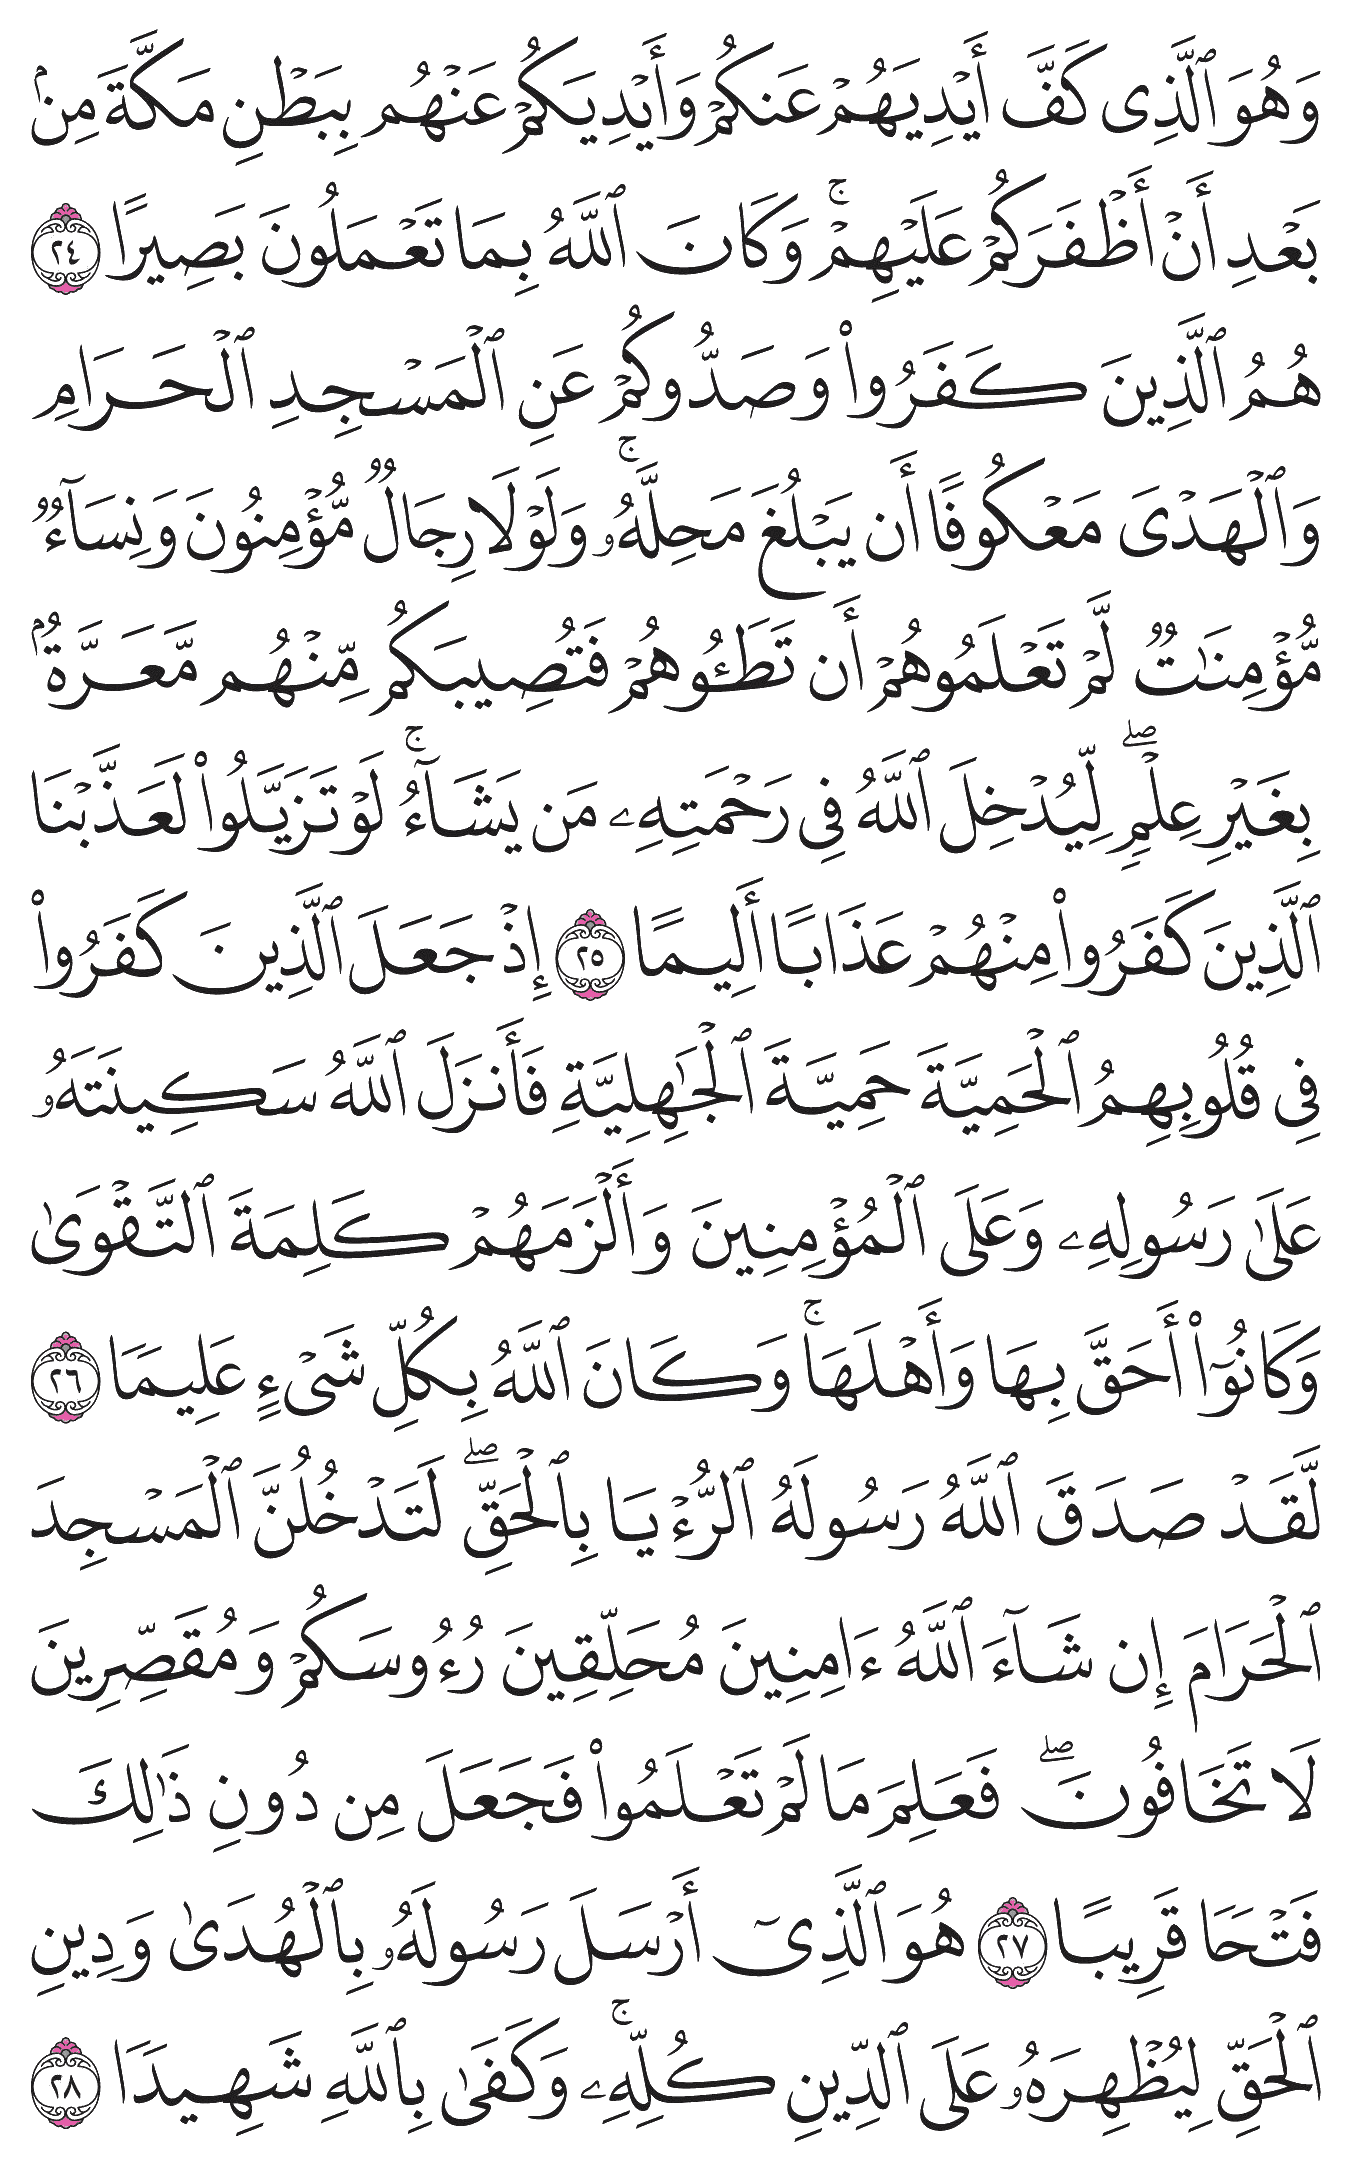 وَهُوَ ٱلَّذِى كَفَّ أَيْدِيَهُمْ عَنكُمْ وَأَيْدِيَكُمْ عَنْهُم بِبَطْنِ مَكَّةَ مِنۢ
بَعْدِ أَنْ أَظْفَرَكُمْ عَلَيْهِمْ ۚ وَكَانَ ٱللَّهُ بِمَا تَعْمَلُونَ بَصِيرًا ٢٤
هُمُ ٱلَّذِينَ كَفَرُوا۟ وَصَدُّوكُمْ عَنِ ٱلْمَسْجِدِ ٱلْحَرَامِ
وَٱلْهَدْىَ مَعْكُوفًا أَن يَبْلُغَ مَحِلَّهُۥ ۚ وَلَوْلَا رِجَالٌ مُّؤْمِنُونَ وَنِسَآءٌ
مُّؤْمِنَـٰتٌ لَّمْ تَعْلَمُوهُمْ أَن تَطَـُٔوهُمْ فَتُصِيبَكُم مِّنْهُم مَّعَرَّةٌۢ
بِغَيْرِ عِلْمٍ ۖ لِّيُدْخِلَ ٱللَّهُ فِى رَحْمَتِهِۦ مَن يَشَآءُ ۚ لَوْ تَزَيَّلُوا۟ لَعَذَّبْنَا
ٱلَّذِينَ كَفَرُوا۟ مِنْهُمْ عَذَابًا أَلِيمًا ٢٥ إِذْ جَعَلَ ٱلَّذِينَ كَفَرُوا۟
فِى قُلُوبِهِمُ ٱلْحَمِيَّةَ حَمِيَّةَ ٱلْجَـٰهِلِيَّةِ فَأَنزَلَ ٱللَّهُ سَكِينَتَهُۥ
عَلَىٰ رَسُولِهِۦ وَعَلَى ٱلْمُؤْمِنِينَ وَأَلْزَمَهُمْ كَلِمَةَ ٱلتَّقْوَىٰ
وَكَانُوٓا۟ أَحَقَّ بِهَا وَأَهْلَهَا ۚ وَكَانَ ٱللَّهُ بِكُلِّ شَىْءٍ عَلِيمًا ٢٦
لَّقَدْ صَدَقَ ٱللَّهُ رَسُولَهُ ٱلرُّءْيَا بِٱلْحَقِّ ۖ لَتَدْخُلُنَّ ٱلْمَسْجِدَ
ٱلْحَرَامَ إِن شَآءَ ٱللَّهُ ءَامِنِينَ مُحَلِّقِينَ رُءُوسَكُمْ وَمُقَصِّرِينَ
لَا تَخَافُونَ ۖ فَعَلِمَ مَا لَمْ تَعْلَمُوا۟ فَجَعَلَ مِن دُونِ ذَٰلِكَ
فَتْحًا قَرِيبًا ٢٧ هُوَ ٱلَّذِىٓ أَرْسَلَ رَسُولَهُۥ بِٱلْهُدَىٰ وَدِينِ
ٱلْحَقِّ لِيُظْهِرَهُۥ عَلَى ٱلدِّينِ كُلِّهِۦ ۚ وَكَفَىٰ بِٱللَّهِ شَهِيدًا ٢٨